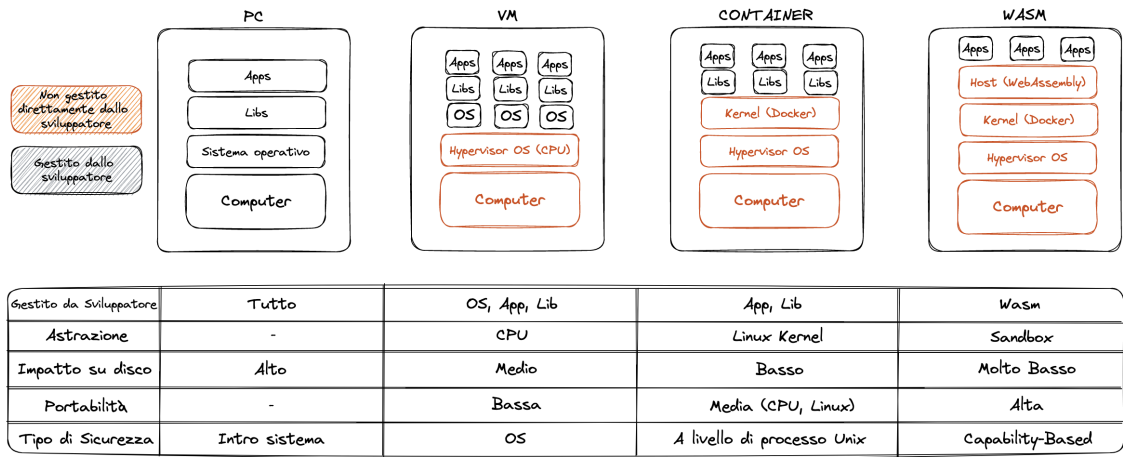 PC
VM
CONTAINER
WASM
Non gestito
direttamente dallo
sviluppatore
Gestito dallo
sviluppatore
Apps
Libs
Sistema operativo
Computer
Apps Apps Apps
Libs Libs Libs
OS OS OS
Hypervisor OS (CPU)
Computer
Apps Apps Apps
Libs Libs Libs
Kernel (Docker)
Hypervisor OS
Computer
Apps Apps Apps
Host (WebAssembly)
Kernel (Docker)
Hypervisor OS
Computer
Gestito da Sviluppatore Tutto OS, App, Lib App, Lib Wasm
Astrazione - CPU Linux Kernel Sandbox
Impatto su disco Alto Medio Basso Molto Basso
Portabilità - Bassa Media (CPU, Linux) Alta
Tipo di Sicurezza Intro sistema OS A livello di processo Unix Capability-Based